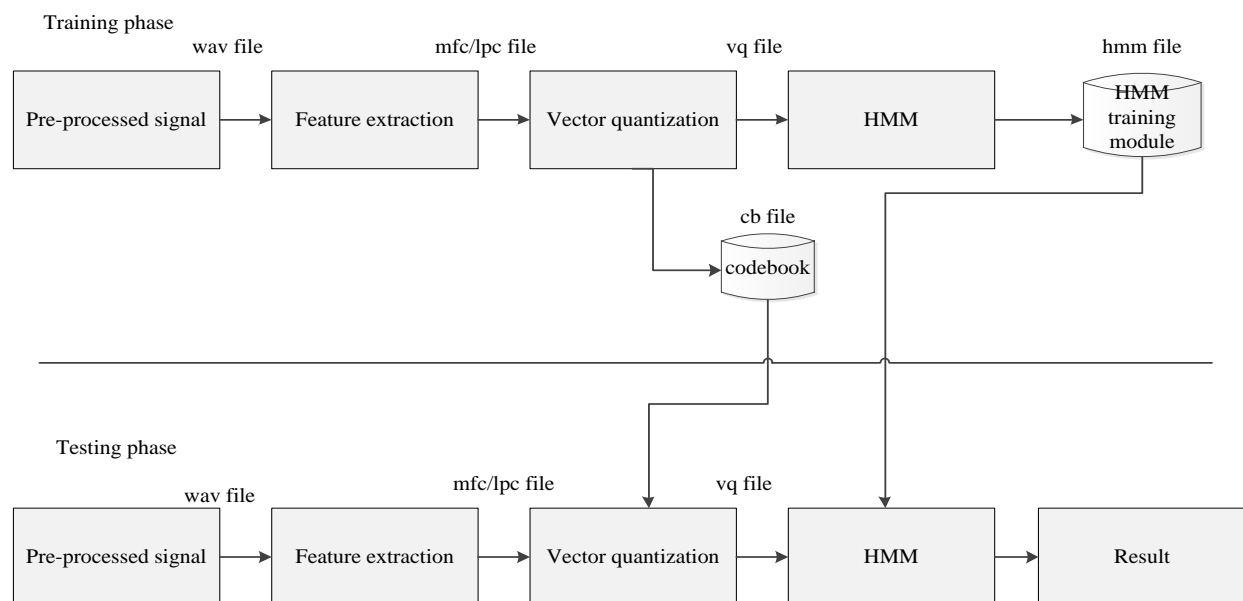 Training phase
wav file
mfc/lpc file
vq file
hmm file
Pre-processed signal
Feature extraction
Vector quantization
HMM
HMM
training
module
cb file
codebook
Testing phase
wav file
mfc/lpc file
vq file
Pre-processed signal
Feature extraction
Vector quantization
HMM
Result